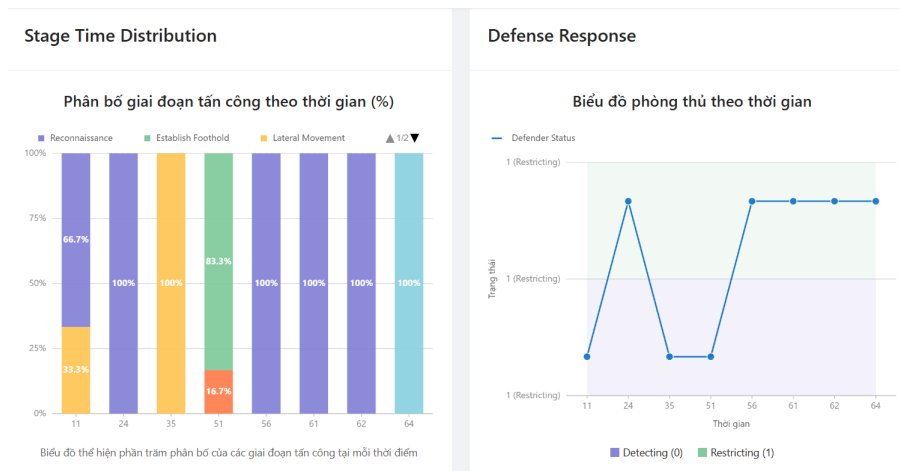 Stage Time Distribution
Phân bố giai đoạn tấn công theo thời gian (%)
Reconnaissance Establish Foothold Lateral Movement 1/2
100%
75%
50%
25%
0%
66.7%
33.3%
100%
100%
83.3%
16.7%
100%
100%
100%
100%
11 24 35 51 56 61 62 64
Biểu đồ thể hiện phần trăm phân bố của các giai đoạn tấn công tại mỗi thời điểm
Defense Response
Biểu đồ phòng thủ theo thời gian
Defender Status
Trạng thái
1 (Restricting)
1 (Restricting)
1 (Restricting)
11 24 35 51 56 61 62 64
Thời gian
Detecting (0) Restricting (1)